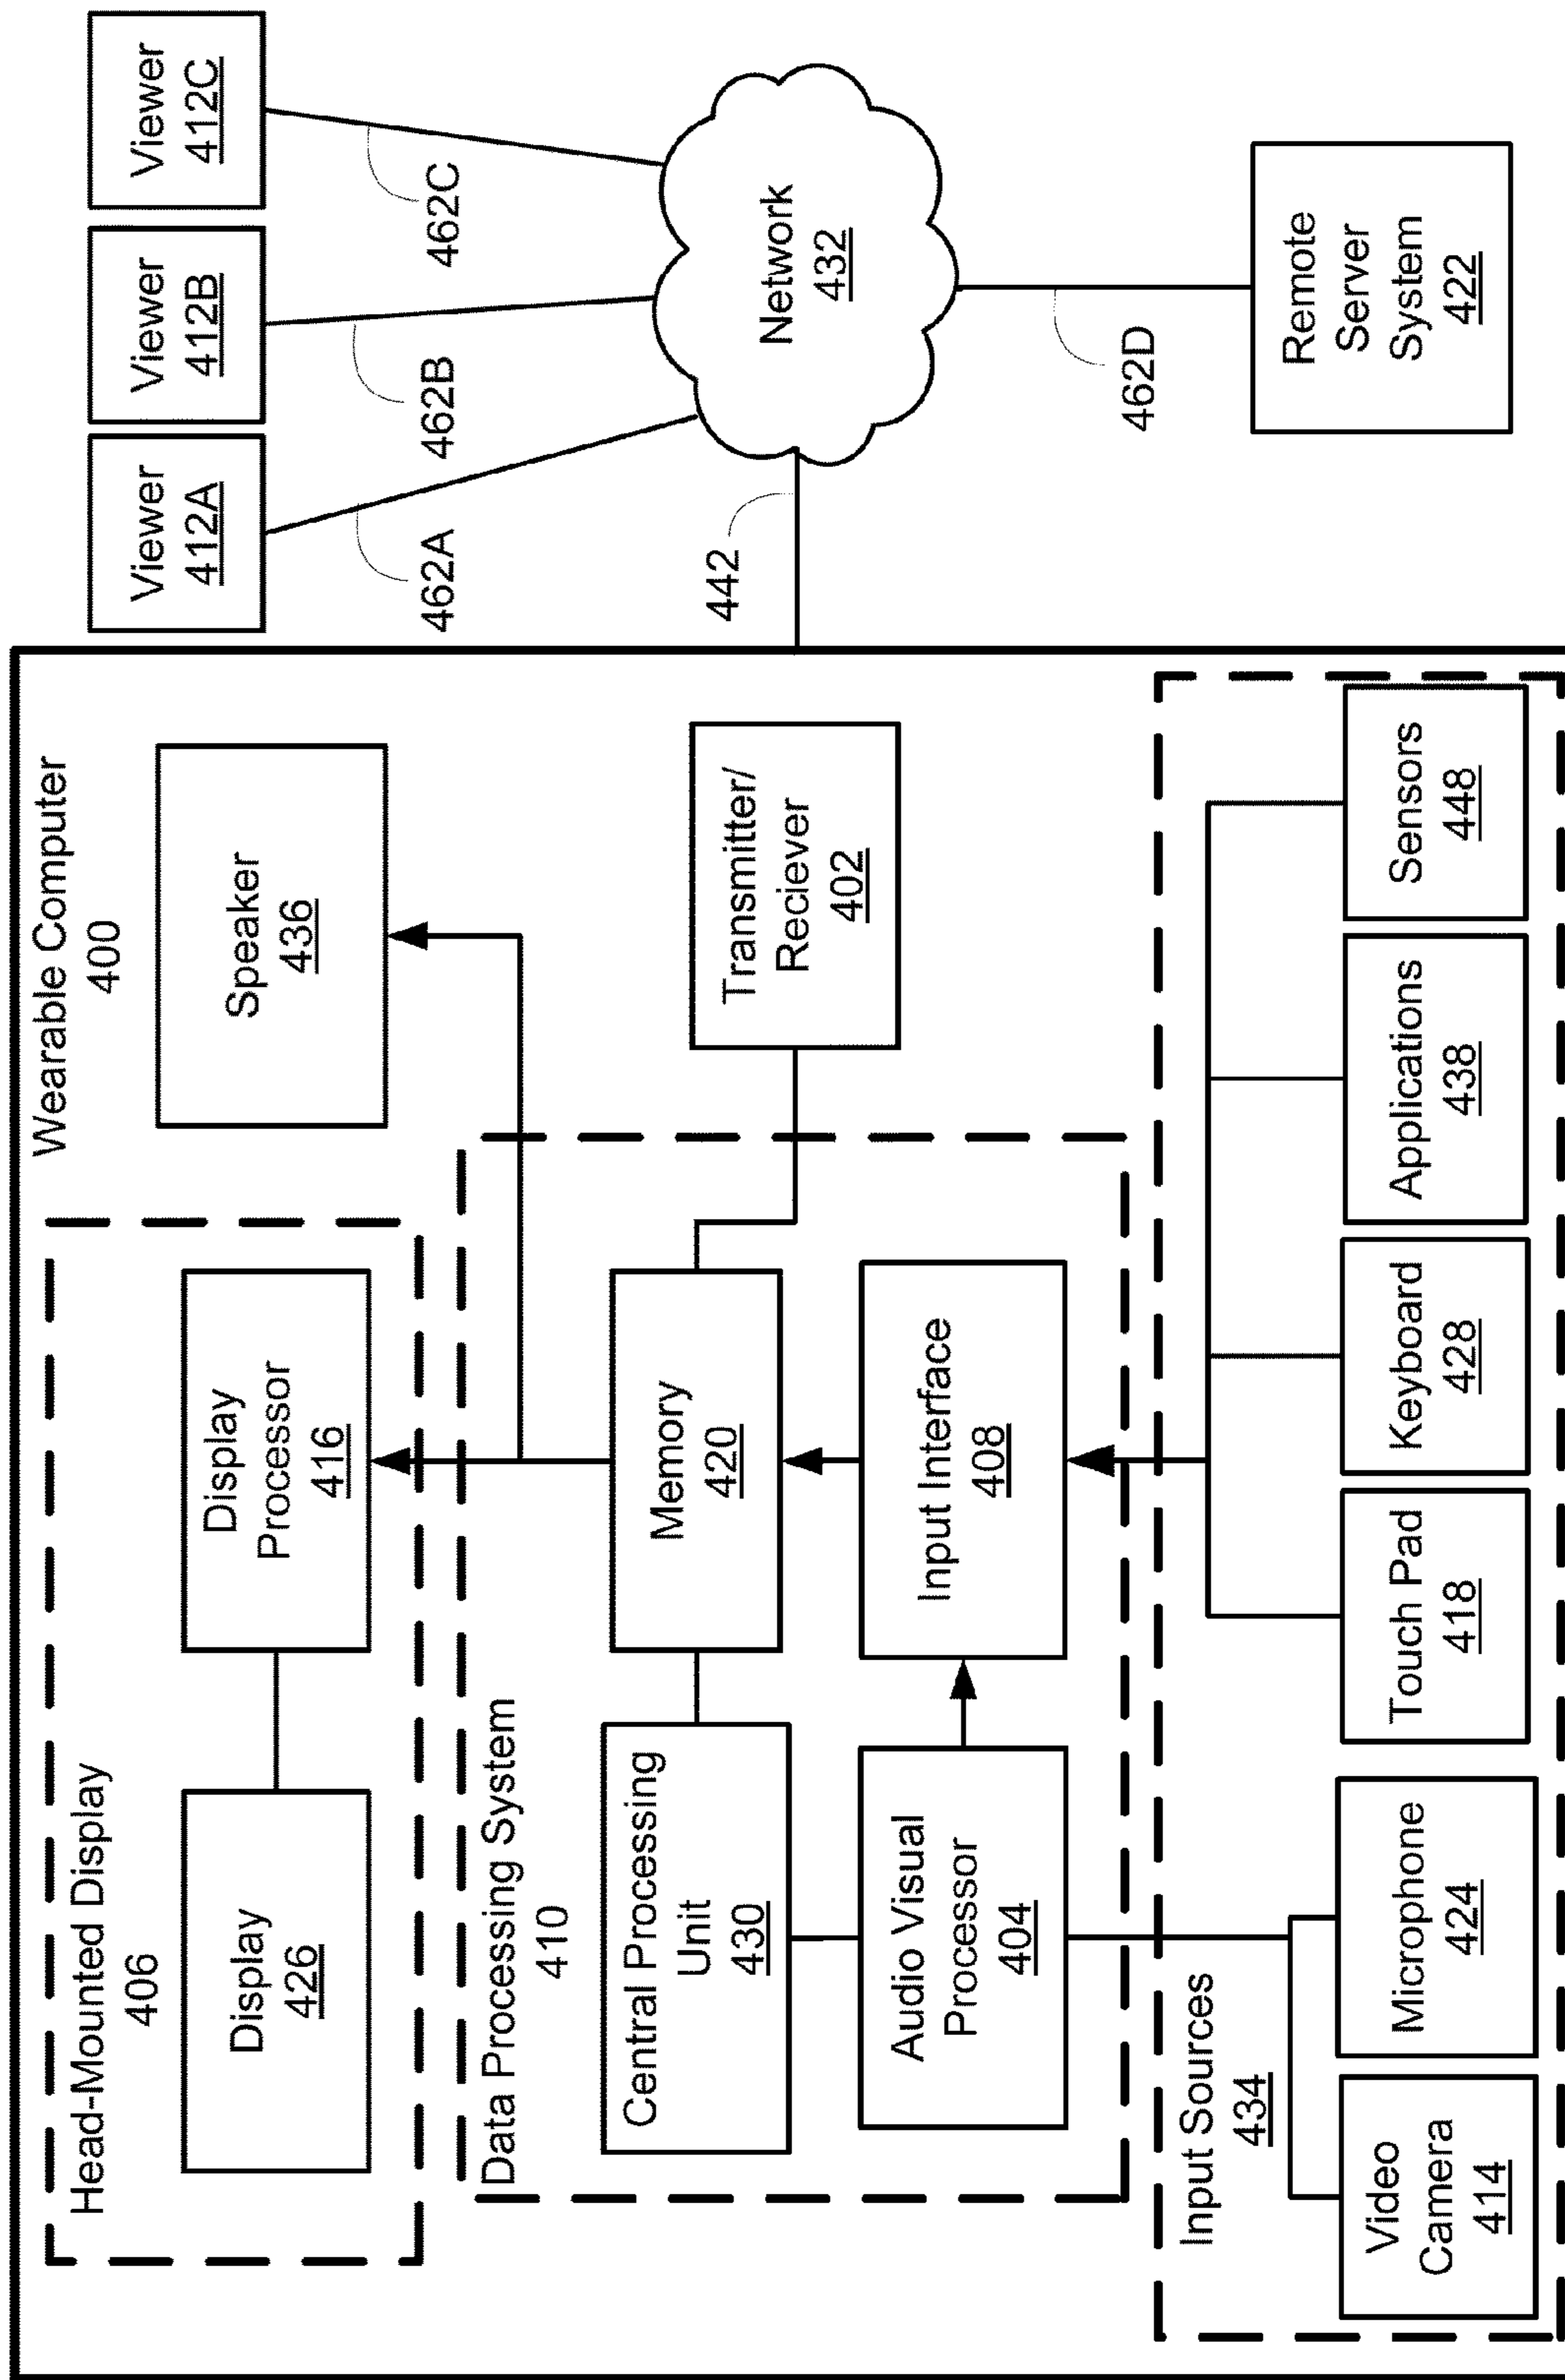 Wearable Computer
400
Head-Mounted Display
406
Display
426
Display
Processor
416
Speaker
436
Data Processing System
410
Central Processing
Unit
430
Memory
420
Audio Visual
Processor
404
Input Interface
408
Transmitter/
Reciever
402
Input Sources
434
Video
Camera
414
Microphone
424
Touch Pad
418
Keyboard
428
Applications
438
Sensors
448
Viewer
412A
Viewer
412B
Viewer
412C
462A
462B
462C
442
Network
432
462D
Remote
Server
System
422